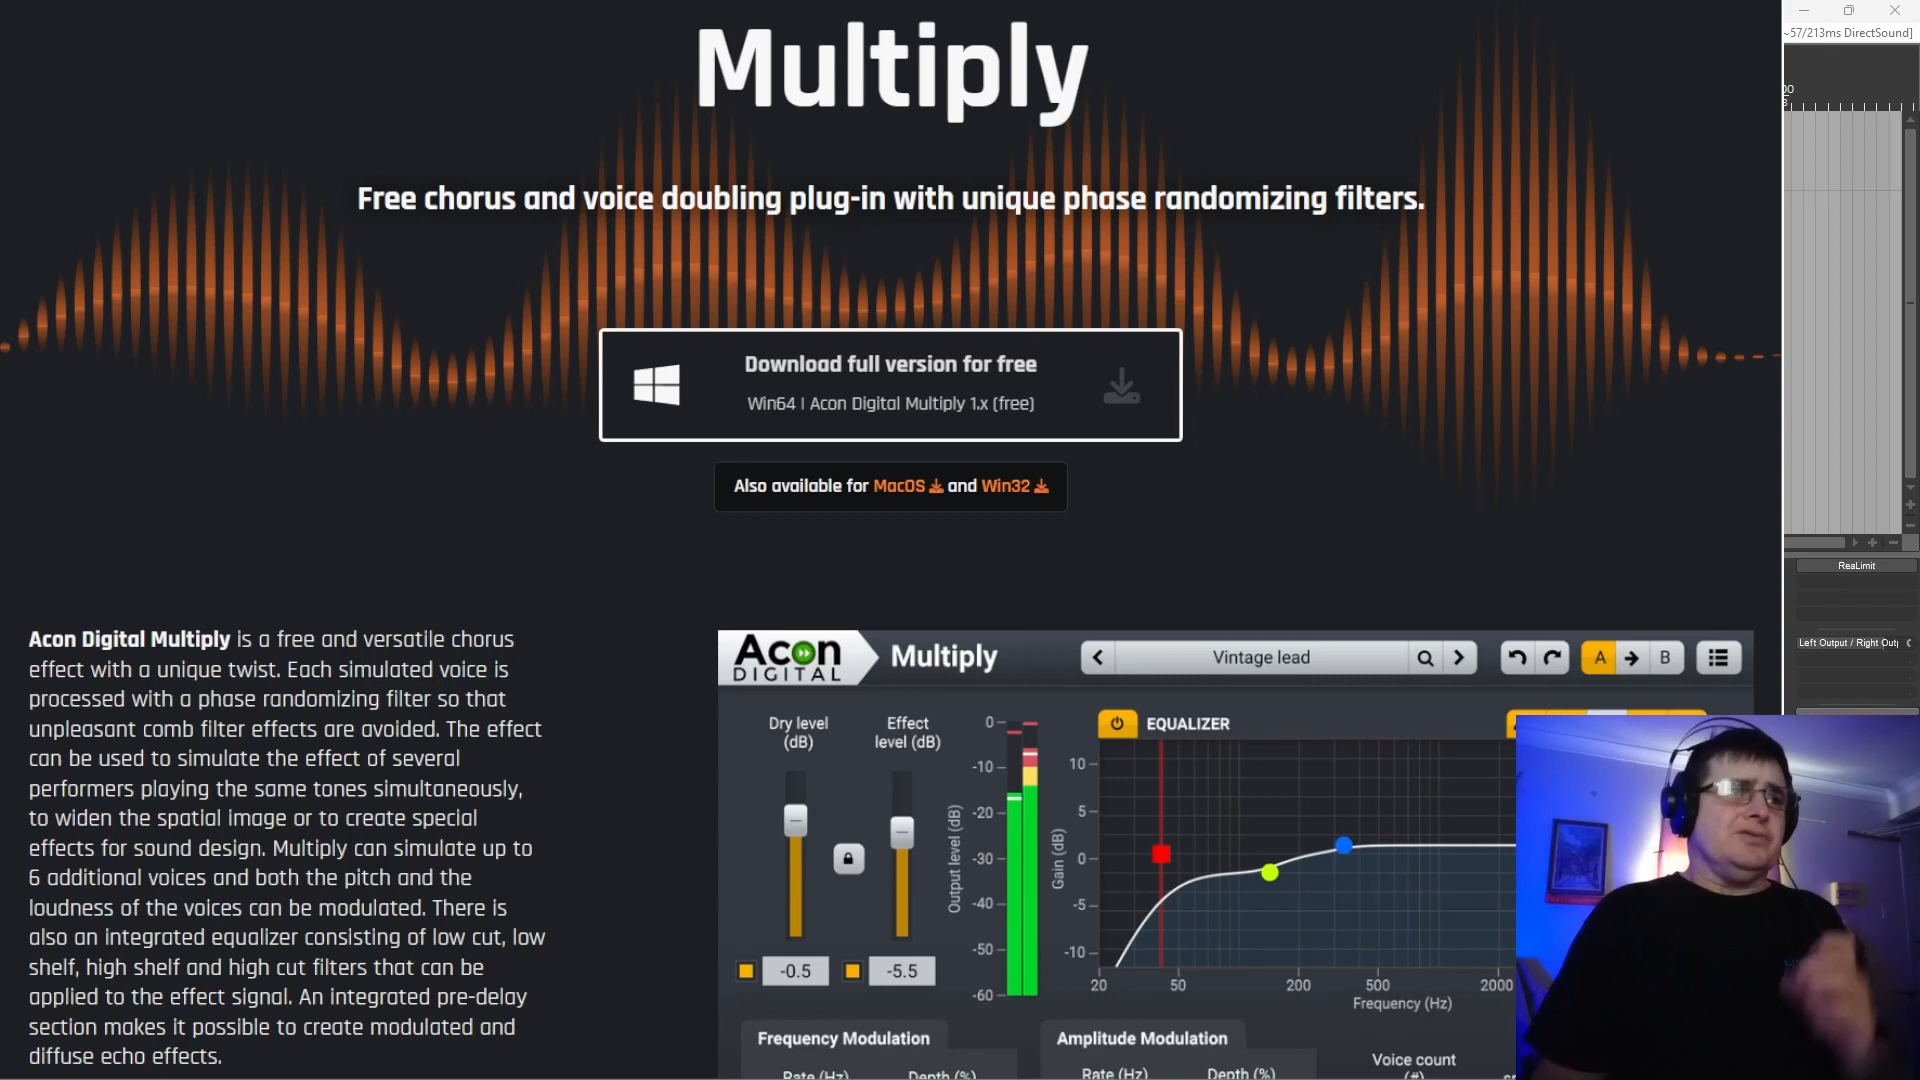 Multiply
~57/213ms DirectSound]
Free chorus and voice doubling plug-in with unique phase randomizing filters.
Download full version for free
Win64 | Acon Digital Multiply 1.x (free)
Also available for MacOS and Win32
ReaLimit
Left Output / Right Outp
Acon Digital Multiply is a free and versatile chorus
effect with a unique twist. Each simulated voice is
processed with a phase randomizing filter so that
unpleasant comb filter effects are avoided. The effect
can be used to simulate the effect of several
performers playing the same tones simultaneously,
to widen the spatial image or to create special
effects for sound design. Multiply can simulate up to
6 additional voices and both the pitch and the
loudness of the voices can be modulated. There is
also an integrated equalizer consisting of low cut, low
shelf, high shelf and high cut filters that can be
applied to the effect signal. An integrated pre-delay
section makes it possible to create modulated and
diffuse echo effects.
Acon DIGITAL
Multiply
Vintage lead
A
B
Dry level (dB)
Effect level (dB)
Output level (dB)
0
-10
-20
-30
-40
-50
-60
-0.5
-5.5
EQUALIZER
Gain (dB)
10
5
0
-5
-10
20 50 200 500 2000
Frequency (Hz)
Frequency Modulation
Rate (Hz) Depth (%)
Amplitude Modulation
Rate (Hz) Depth (%)
Voice count
(#)